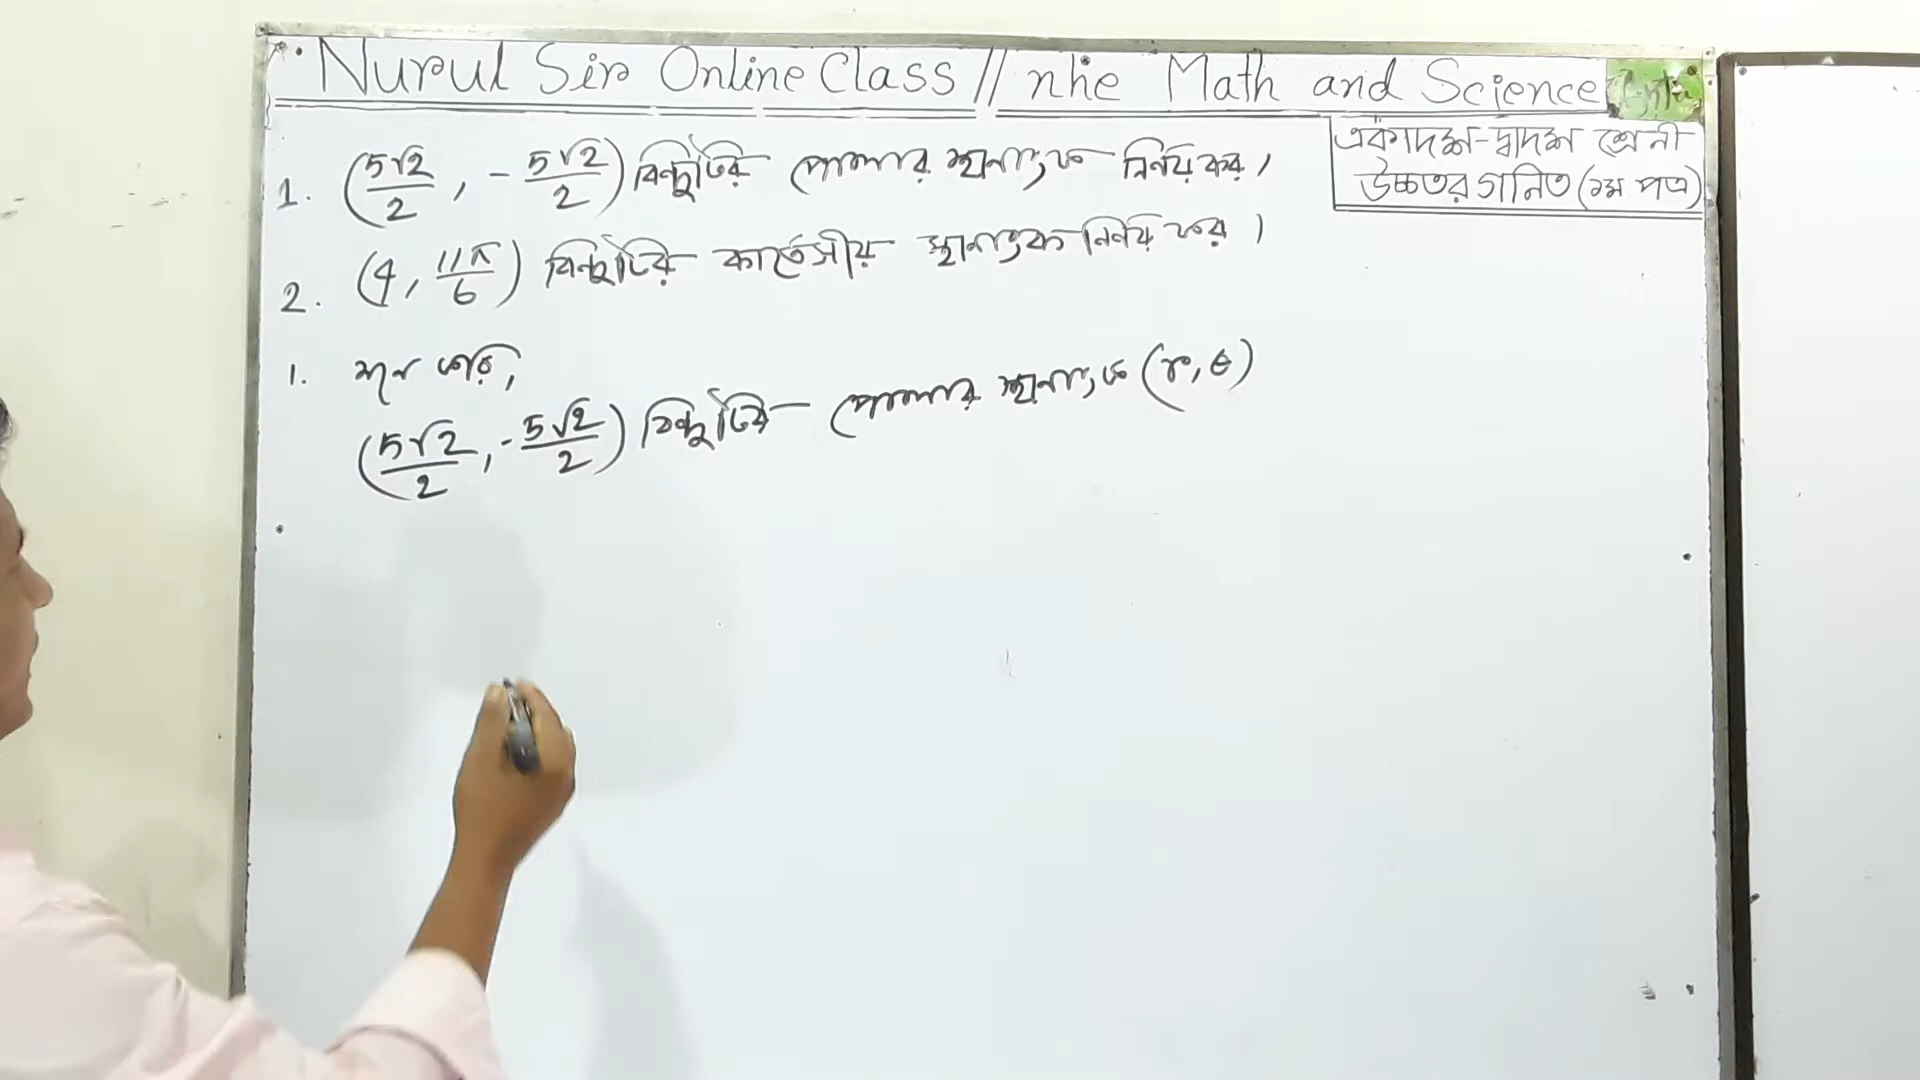 Nurul Sir Online Class // nhe Math and Science
একাদশ-দ্বাদশ শ্রেনী
উচ্চতর গনিত (১ম পত্র)
1. (5√2/2, -5√2/2) বিন্দুটির পোলার স্থানাংক নির্ণয় কর।
2. (4, 11π/6) বিন্দুটির কার্তেসীয় স্থানাঙ্ক নির্ণয় কর।
1. মনে করি,
(5√2/2, -5√2/2) বিন্দুটির পোলার স্থানাংক (r, θ)